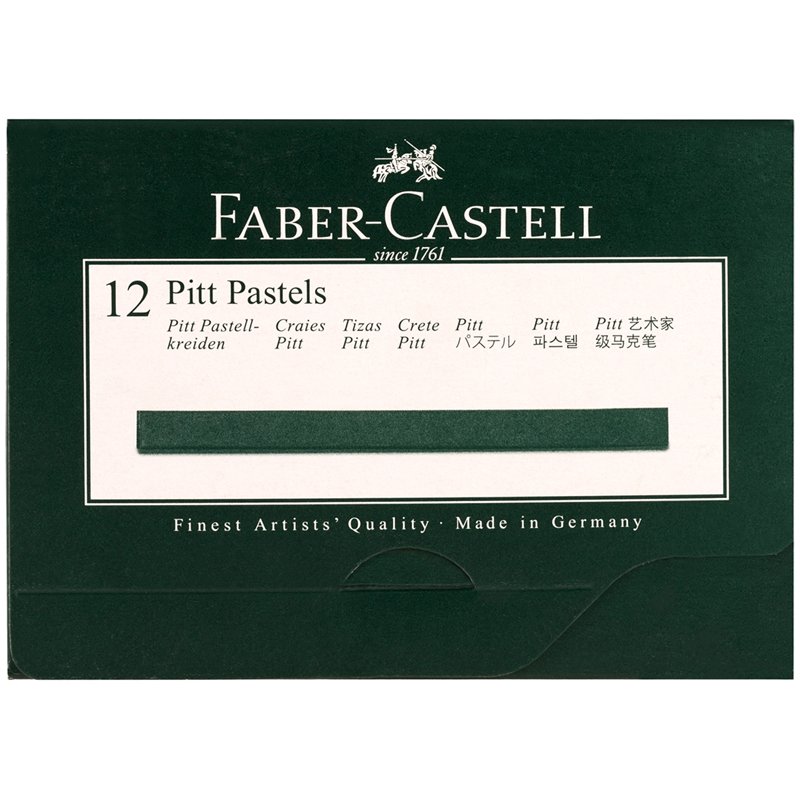 FABER-CASTELL
since 1761
12 Pitt Pastels
Pitt Pastell-
kreiden
Craies
Pitt
Tizas
Pitt
Crete
Pitt
Pitt
パステル
Pitt
파스텔
Pitt 艺术家
级马克笔
Finest Artists' Quality · Made in Germany